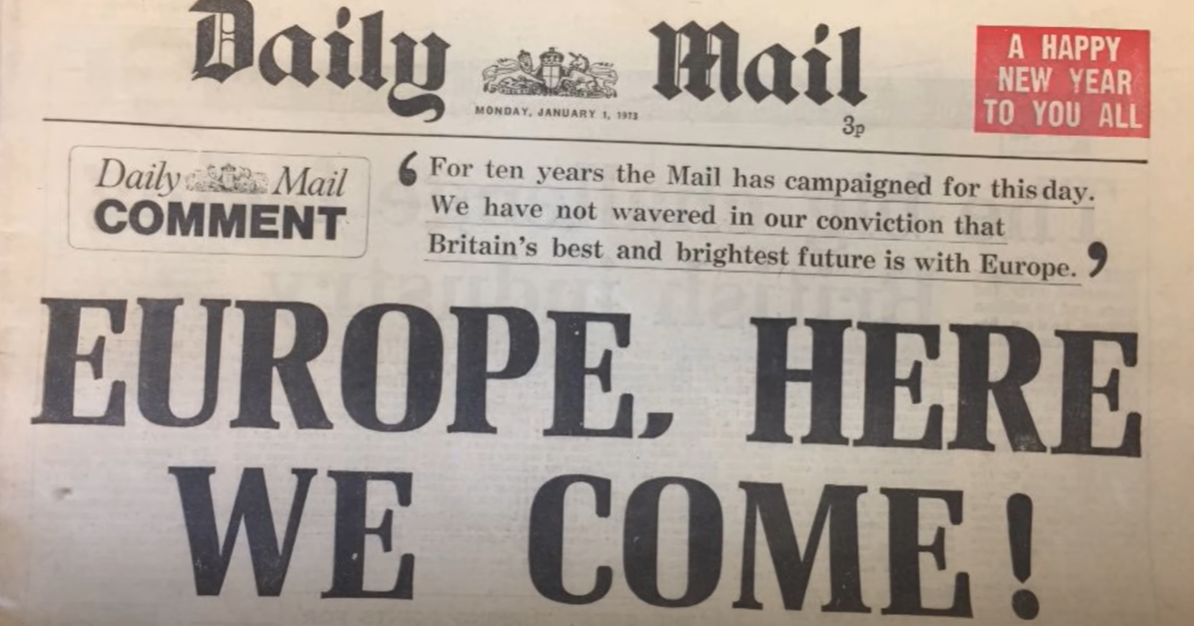 Daily Mail
MONDAY, JANUARY 1, 1973
3p
A HAPPY
NEW YEAR
TO YOU ALL
Daily Mail
COMMENT
‘For ten years the Mail has campaigned for this day.
We have not wavered in our conviction that
Britain's best and brightest future is with Europe.’
EUROPE, HERE
WE COME!